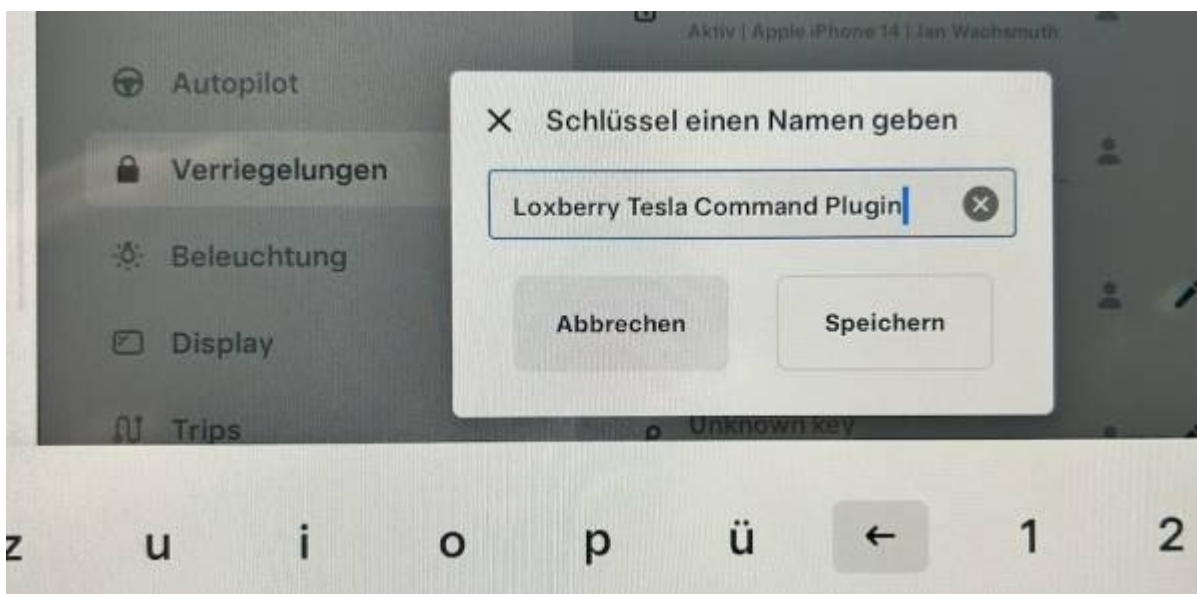 Aktiv | Apple iPhone 14 | Jan Wachsmuth
Autopilot
Schlüssel einen Namen geben
Verriegelungen
Loxberry Tesla Command Plugin
Beleuchtung
Abbrechen
Speichern
Display
Trips
Unknown key
z u i o p ü ← 1 2